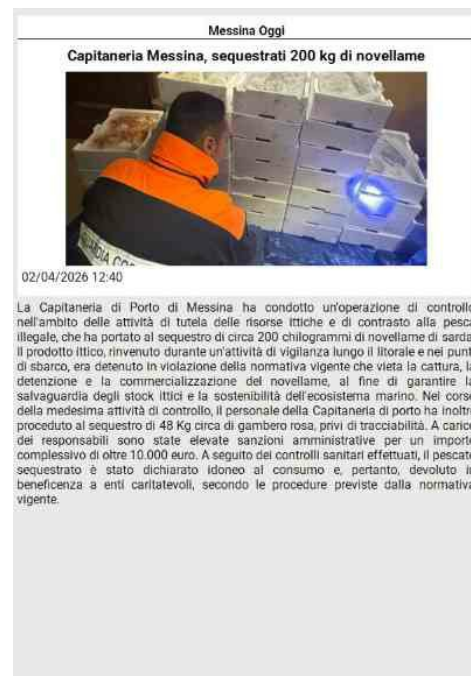 Messina Oggi
Capitaneria Messina, sequestrati 200 kg di novellame
GUARDIA CO
02/04/2026 12:40
La Capitaneria di Porto di Messina ha condotto un'operazione di controllo
nell'ambito delle attività di tutela delle risorse ittiche e di contrasto alla pesca
illegale, che ha portato al sequestro di circa 200 chilogrammi di novellame di sarda.
Il prodotto ittico, rinvenuto durante un'attività di vigilanza lungo il litorale e nei punti
di sbarco, era detenuto in violazione della normativa vigente che vieta la cattura, la
detenzione e la commercializzazione del novellame, al fine di garantire la
salvaguardia degli stock ittici e la sostenibilità dell'ecosistema marino. Nel corso
della medesima attività di controllo, il personale della Capitaneria di porto ha inoltre
proceduto al sequestro di 48 Kg circa di gambero rosa, privi di tracciabilità. A carico
dei responsabili sono state elevate sanzioni amministrative per un importo
complessivo di oltre 10.000 euro. A seguito dei controlli sanitari effettuati, il pescato
sequestrato è stato dichiarato idoneo al consumo e, pertanto, devoluto in
beneficenza a enti caritatevoli, secondo le procedure previste dalla normativa
vigente.